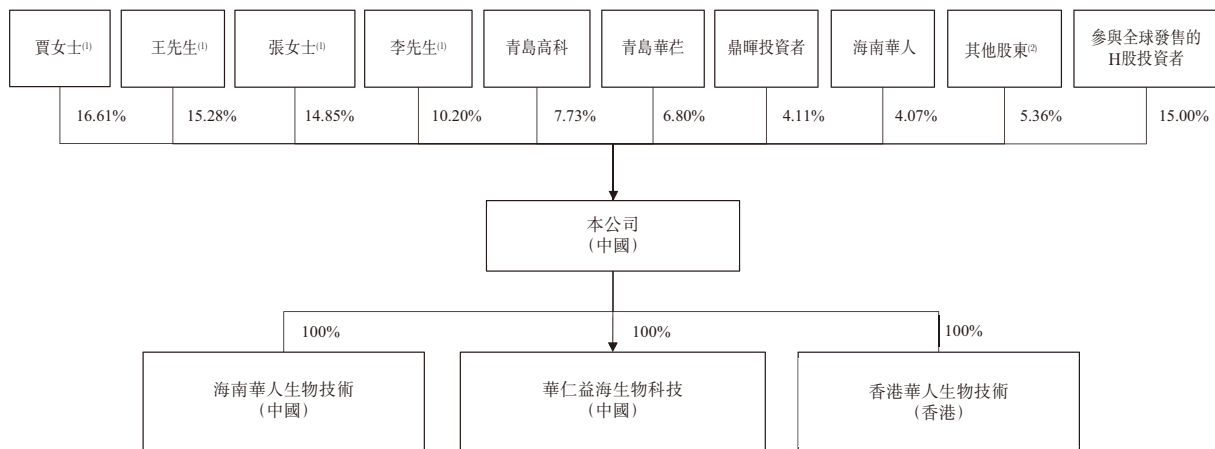 賈女士(1)
王先生(1)
張女士(1)
李先生(1)
青島高科
青島華芢
鼎暉投資者
海南華人
其他股東(2)
參與全球發售的
H股投資者
16.61%
15.28%
14.85%
10.20%
7.73%
6.80%
4.11%
4.07%
5.36%
15.00%
本公司
（中國）
100%
100%
100%
海南華人生物技術
（中國）
華仁益海生物科技
（中國）
香港華人生物技術
（香港）